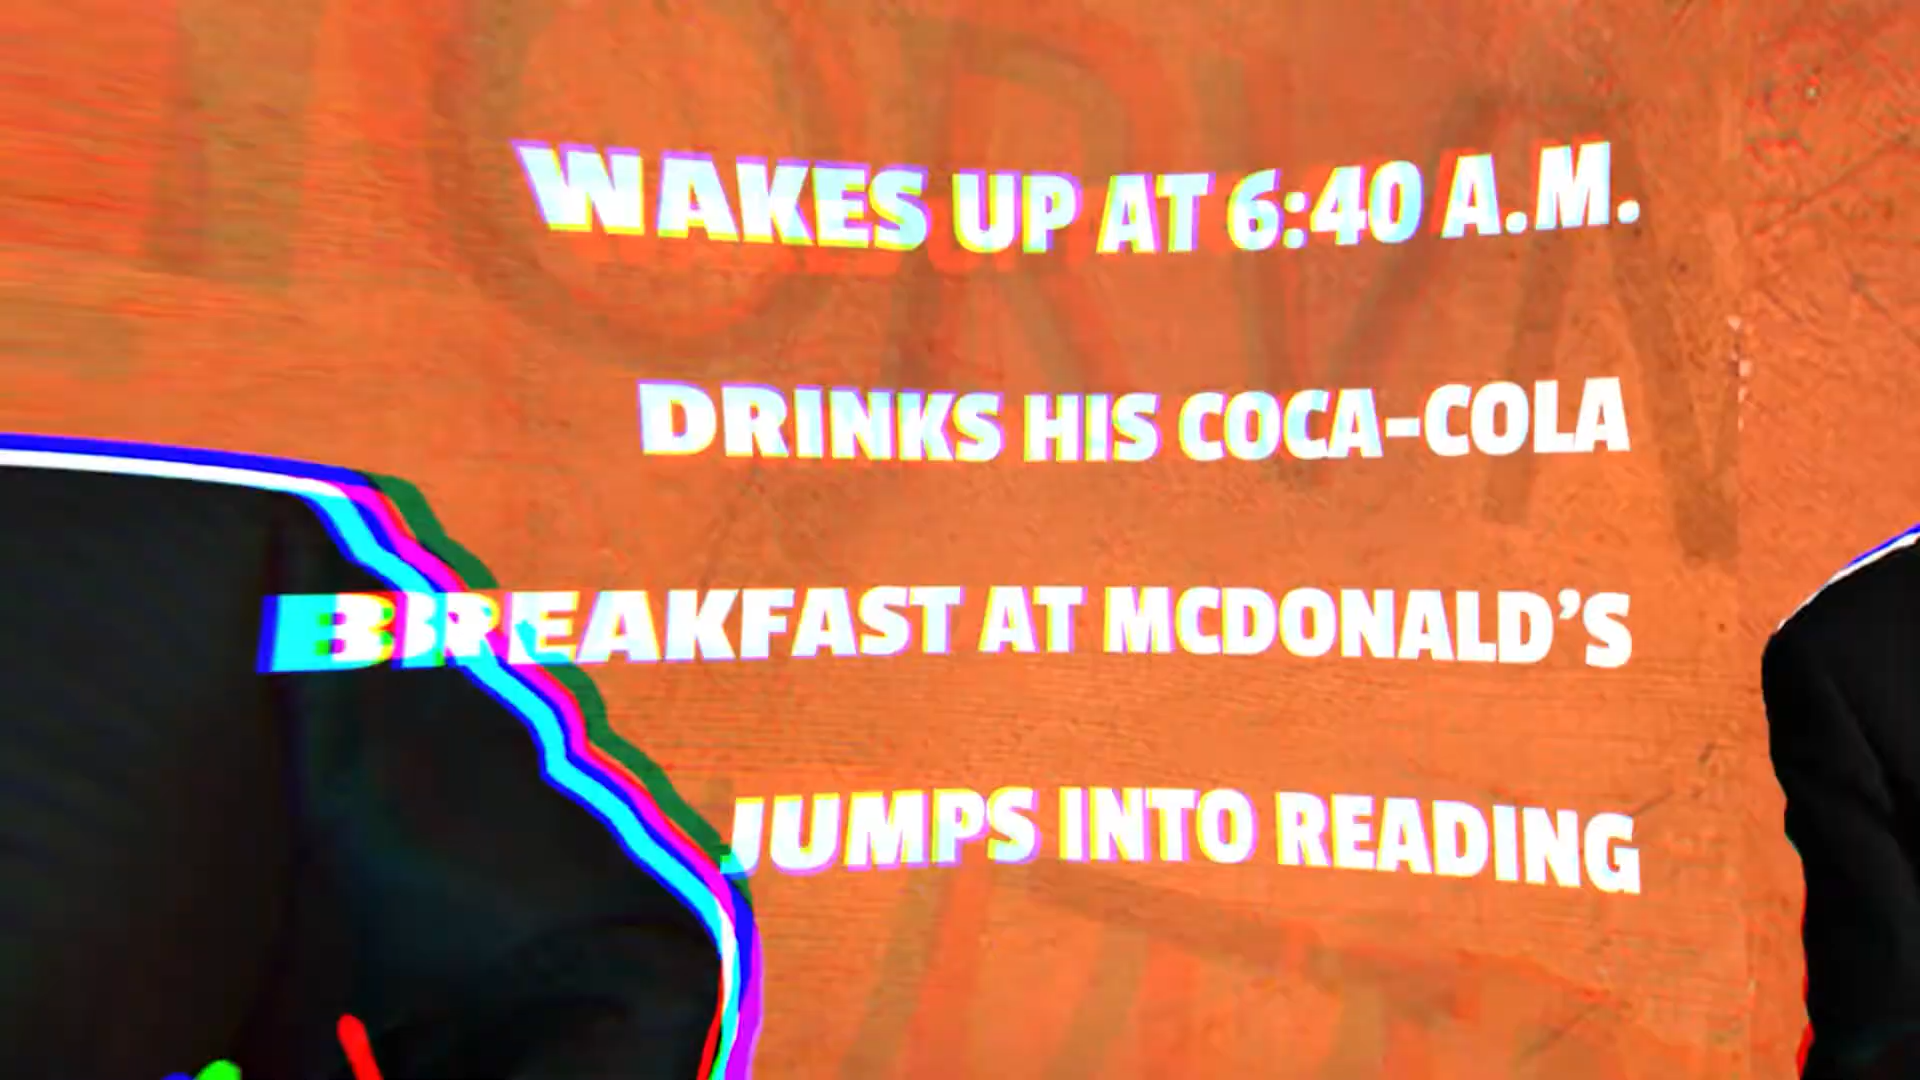 WAKES UP AT 6:40 A.M.
DRINKS HIS COCA-COLA
BREAKFAST AT MCDONALD’S
JUMPS INTO READING